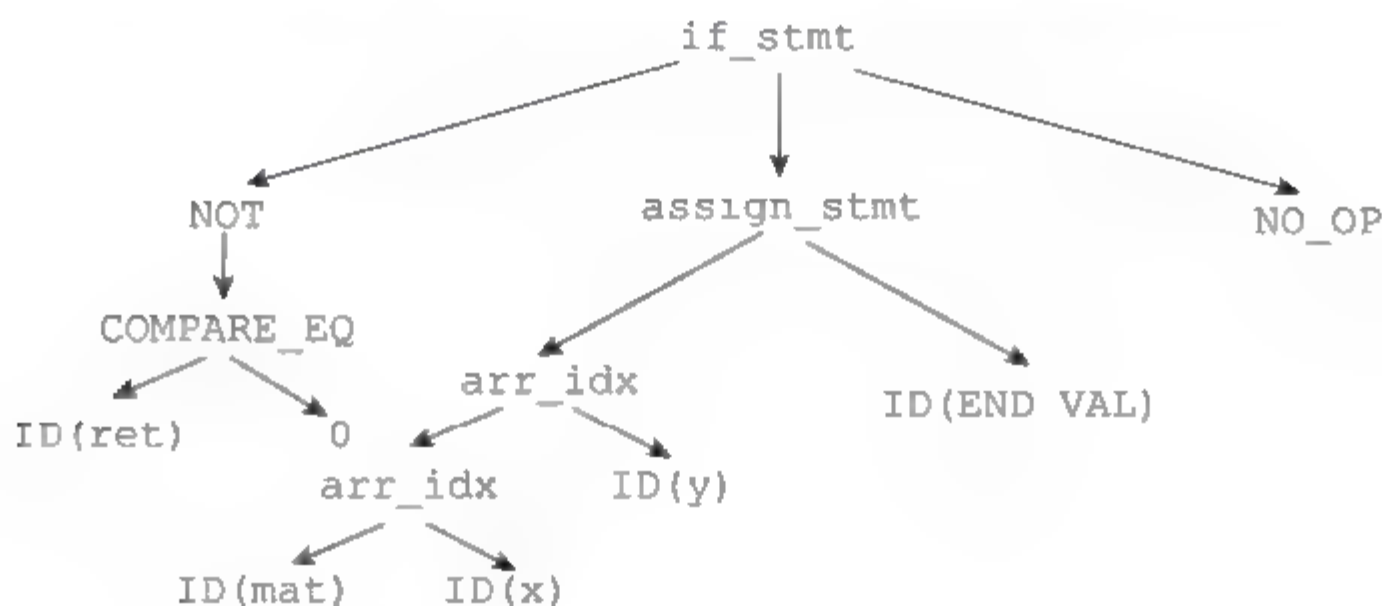 if_stmt
NOT assign_stmt NO_OP
COMPARE_EQ
arr_idx ID(END VAL)
ID(ret) 0
arr_idx ID(y)
ID(mat) ID(x)